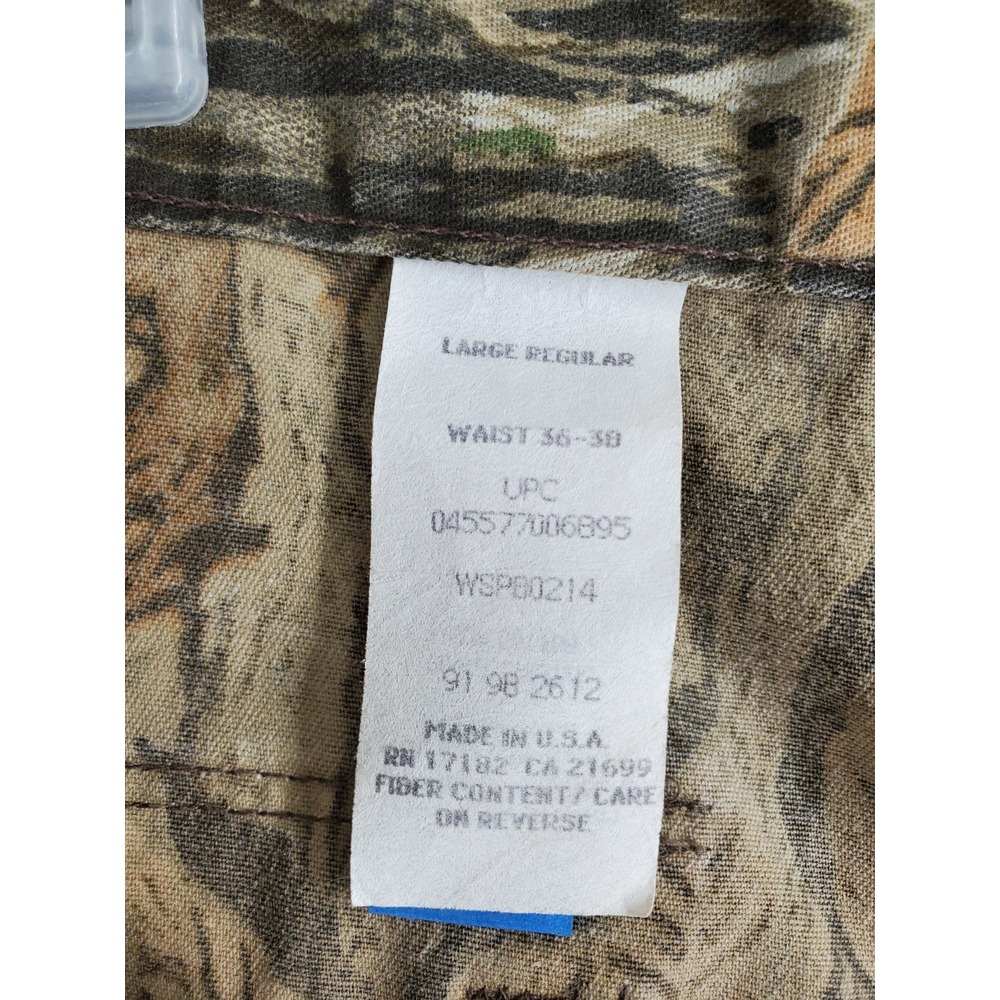 LARGE REGULAR
WAIST 36-38
UPC
045577006895
WSP80214
91 98 2612
MADE IN U.S.A.
RN 17182 CA 21699
FIBER CONTENT/CARE
ON REVERSE